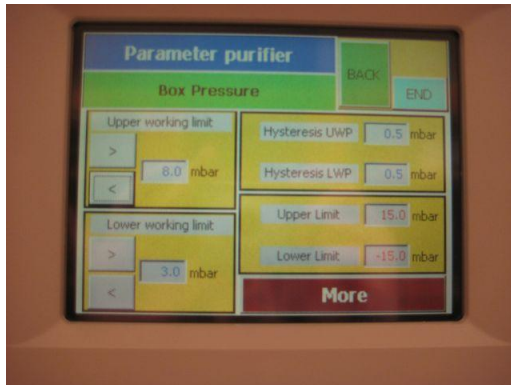 Parameter purifier
BACK
END
Box Pressure
Upper working limit
>
8.0 mbar
<
Hysteresis UWP 0.5 mbar
Hysteresis LWP 0.5 mbar
Lower working limit
>
3.0 mbar
<
Upper Limit 15.0 mbar
Lower Limit -15.0 mbar
More